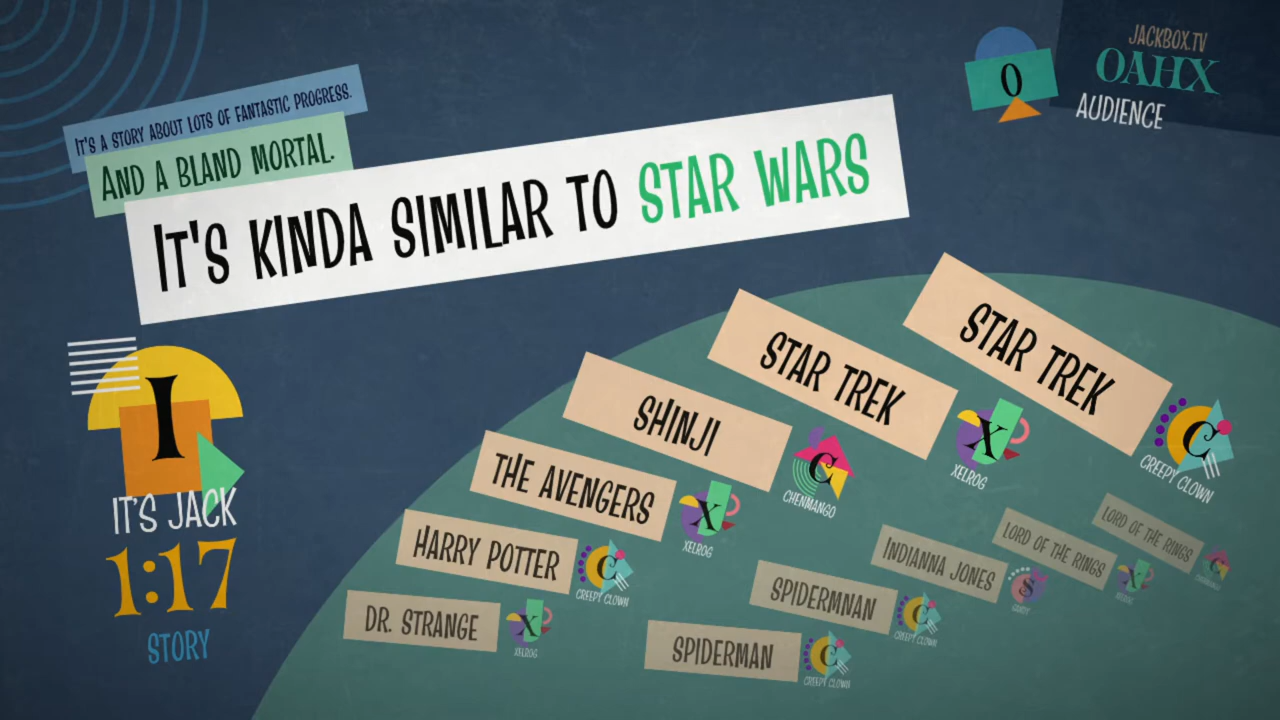 JACKBOX.TV
OAHX
0
AUDIENCE
IT'S A STORY ABOUT LOTS OF FANTASTIC PROGRESS.
AND A BLAND MORTAL.
IT'S KINDA SIMILAR TO STAR WARS
I
IT'S JACK
1:17
STORY
STAR TREK
C
CREEPY CLOWN
STAR TREK
X
XELROG
SHINJI
C
CHENMANGO
THE AVENGERS
X
XELROG
HARRY POTTER
C
CREEPY CLOWN
DR. STRANGE
X
XELROG
LORD OF THE RINGS
C
CHENMANGO
LORD OF THE RINGS
X
XELROG
INDIANNA JONES
S
SPIDERMNAN
C
CREEPY CLOWN
SPIDERMAN
C
CREEPY CLOWN